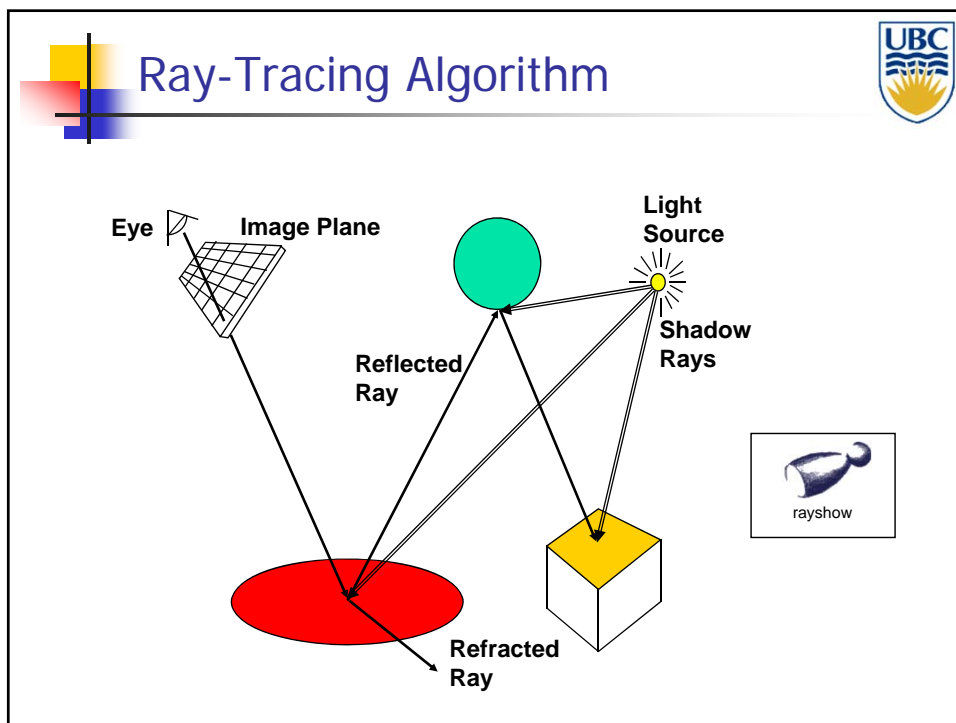 Ray-Tracing Algorithm
UBC
Eye
Image Plane
Light
Source
Shadow
Rays
Reflected
Ray
rayshow
Refracted
Ray